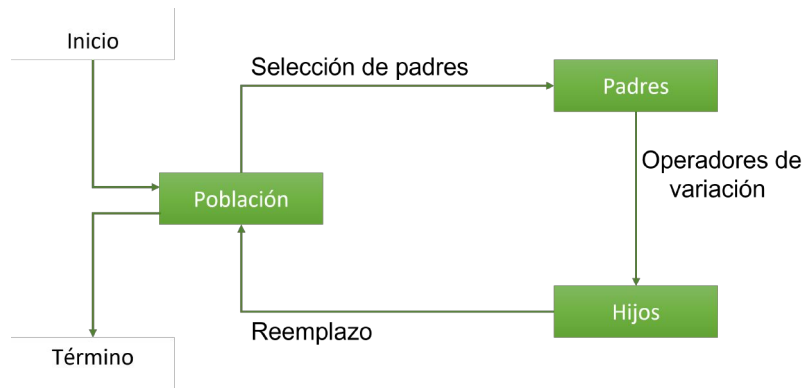 Inicio
Selección de padres
Padres
Operadores de
variación
Población
Hijos
Reemplazo
Término